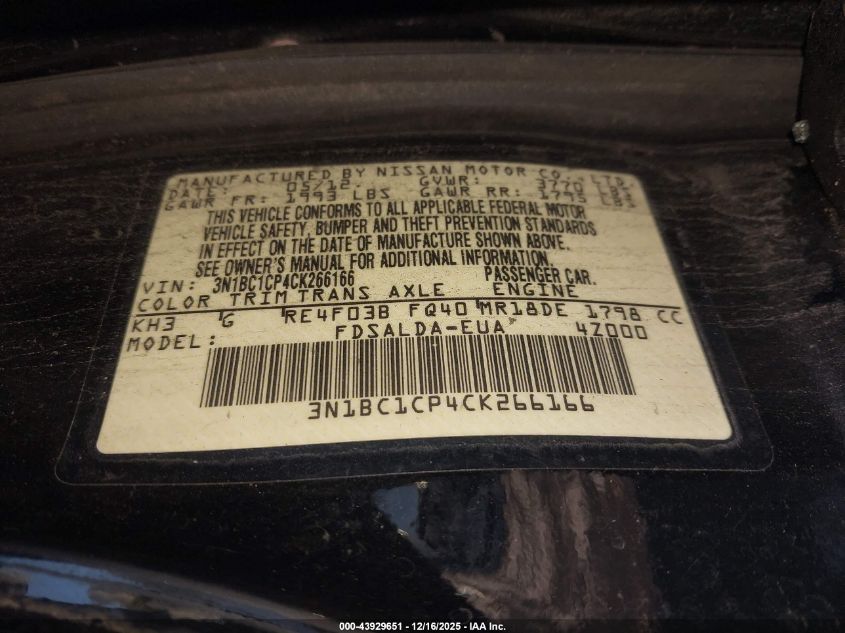 MANUFACTURED BY NISSAN MOTOR CO., LTD.
DATE: 05/12. GVWR: 3770 LBS
GAWR FR: 1993 LBS GAWR RR: 1795 LBS
THIS VEHICLE CONFORMS TO ALL APPLICABLE FEDERAL MOTOR
VEHICLE SAFETY, BUMPER AND THEFT PREVENTION STANDARDS
IN EFFECT ON THE DATE OF MANUFACTURE SHOWN ABOVE.
SEE OWNER'S MANUAL FOR ADDITIONAL INFORMATION.
VIN: 3N1BC1CP4CK266166 PASSENGER CAR.
COLOR TRIM TRANS AXLE ENGINE
KH3 G RE4F03B FQ40 MR18DE 1798 CC
MODEL: FDSALDA-EUA 4Z000
3N1BC1CP4CK266166
000-43929651 - 12/16/2025 - IAA Inc.